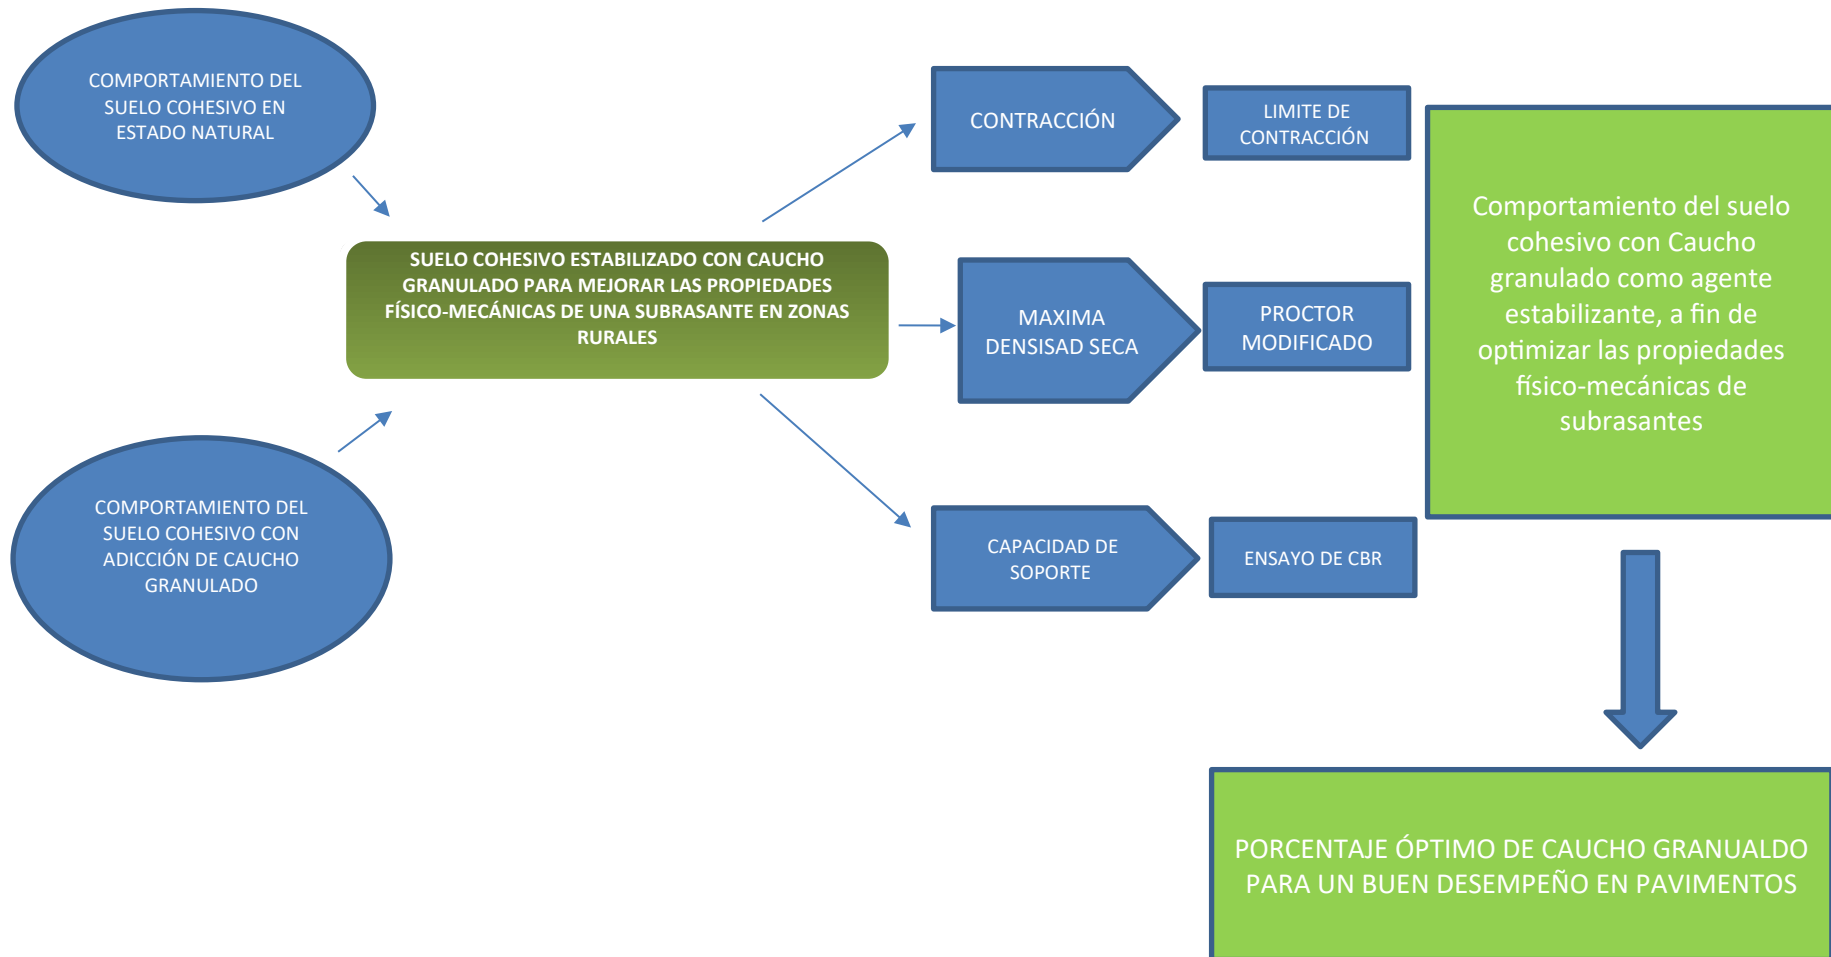 COMPORTAMIENTO DEL
SUELO COHESIVO EN
ESTADO NATURAL
COMPORTAMIENTO DEL
SUELO COHESIVO CON
ADICCIÓN DE CAUCHO
GRANULADO
SUELO COHESIVO ESTABILIZADO CON CAUCHO
GRANULADO PARA MEJORAR LAS PROPIEDADES
FÍSICO-MECÁNICAS DE UNA SUBRASANTE EN ZONAS
RURALES
CONTRACCIÓN
LIMITE DE
CONTRACCIÓN
MAXIMA
DENSISAD SECA
PROCTOR
MODIFICADO
CAPACIDAD DE
SOPORTE
ENSAYO DE CBR
Comportamiento del suelo
cohesivo con Caucho
granulado como agente
estabilizante, a fin de
optimizar las propiedades
físico-mecánicas de
subrasantes
PORCENTAJE ÓPTIMO DE CAUCHO GRANUALDO
PARA UN BUEN DESEMPEÑO EN PAVIMENTOS